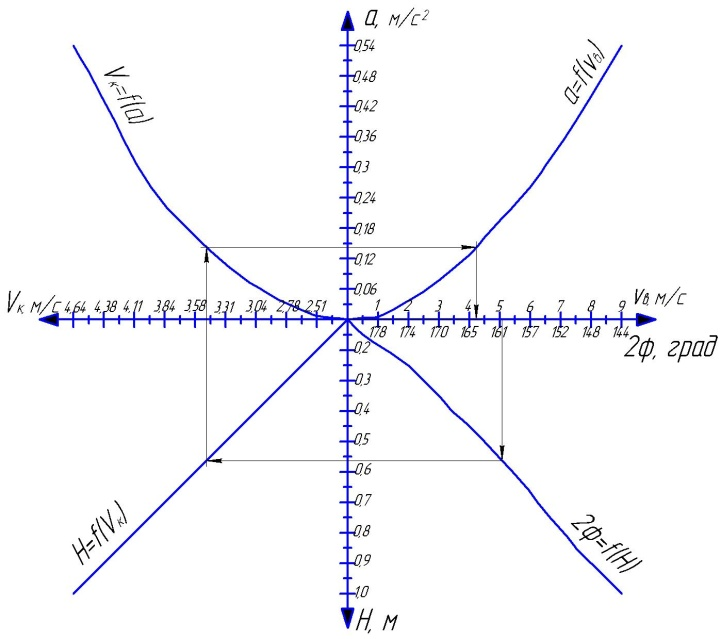 a, м/с²
0,54
0,48
0,42
0,36
0,3
0,24
0,18
0,12
0,06
Vк=f(a)
a=f(Vв)
Vк м/с
4,64 4,38 4,11 3,84 3,58 3,31 3,04 2,78 2,51
1 2 3 4 5 6 7 8 9
Vв, м/с
178 174 170 165 161 157 152 148 144
2φ, град
0,2
0,3
0,4
0,5
0,6
0,7
0,8
0,9
1,0
H=f(Vк)
2φ=f(H)
H, м